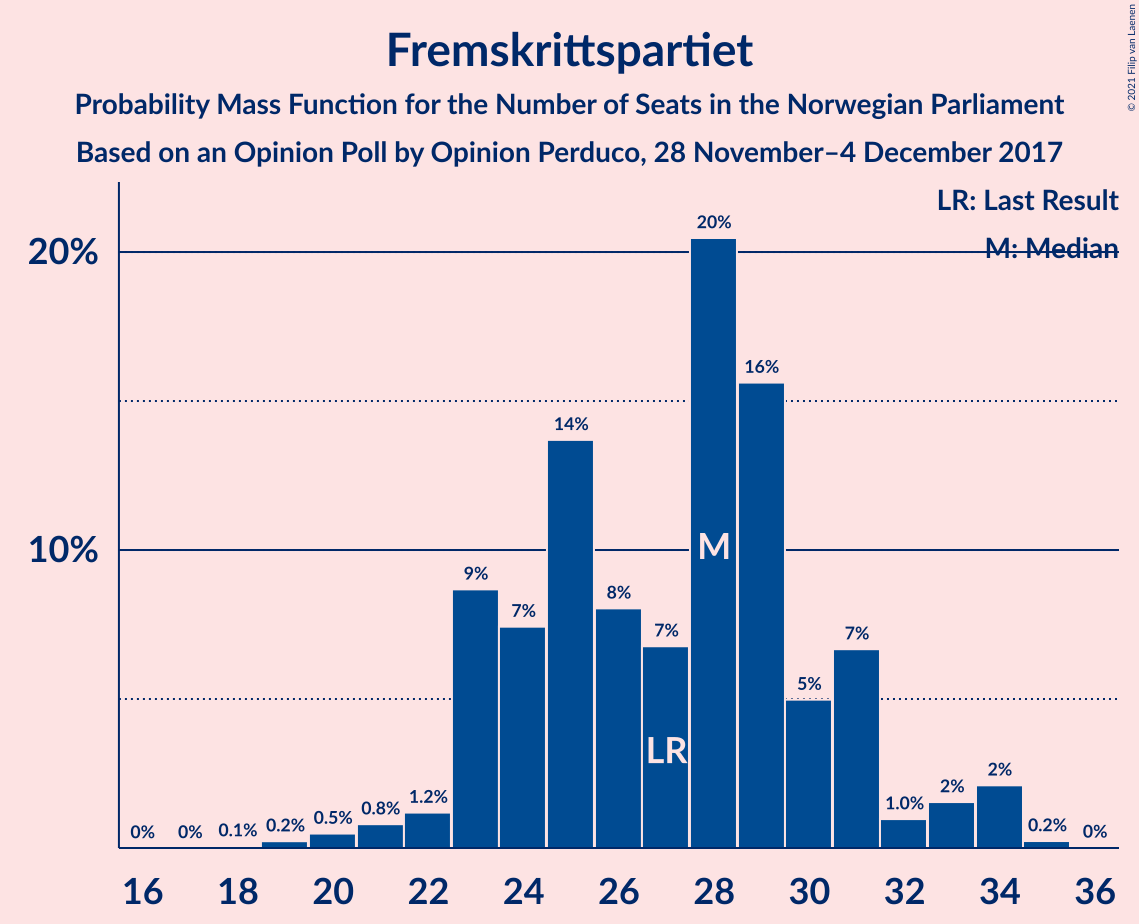 Fremskrittspartiet
Probability Mass Function for the Number of Seats in the Norwegian Parliament
Based on an Opinion Poll by Opinion Perduco, 28 November–4 December 2017
© 2021 Filip van Laenen
LR: Last Result
M: Median
20%
10%
0%
0%
0.1%
0.2%
0.5%
0.8%
1.2%
9%
7%
14%
8%
7%
20%
16%
5%
7%
1.0%
2%
2%
0.2%
0%
M
LR
16 18 20 22 24 26 28 30 32 34 36